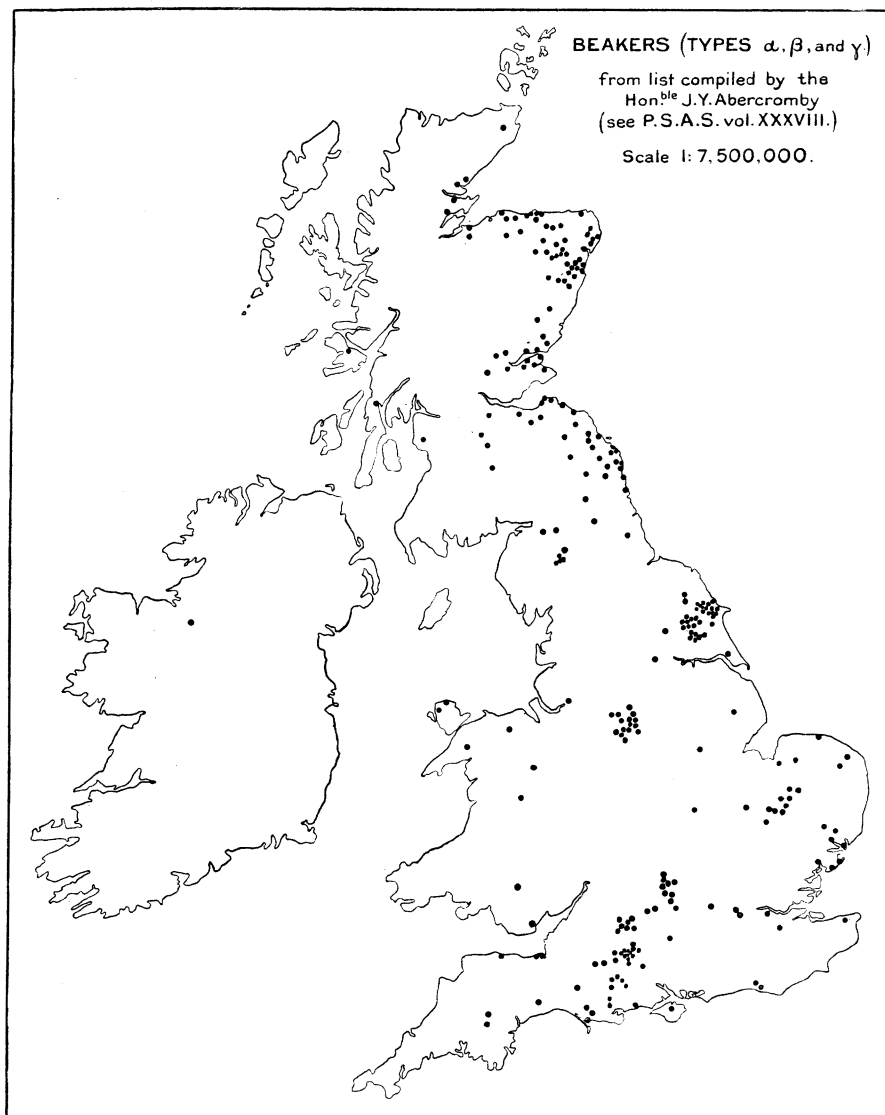 BEAKERS (TYPES α, β, and γ.)
from list compiled by the
Hon.ble J.Y. Abercromby
(see P.S.A.S. vol. XXXVIII.)
Scale 1: 7,500,000.